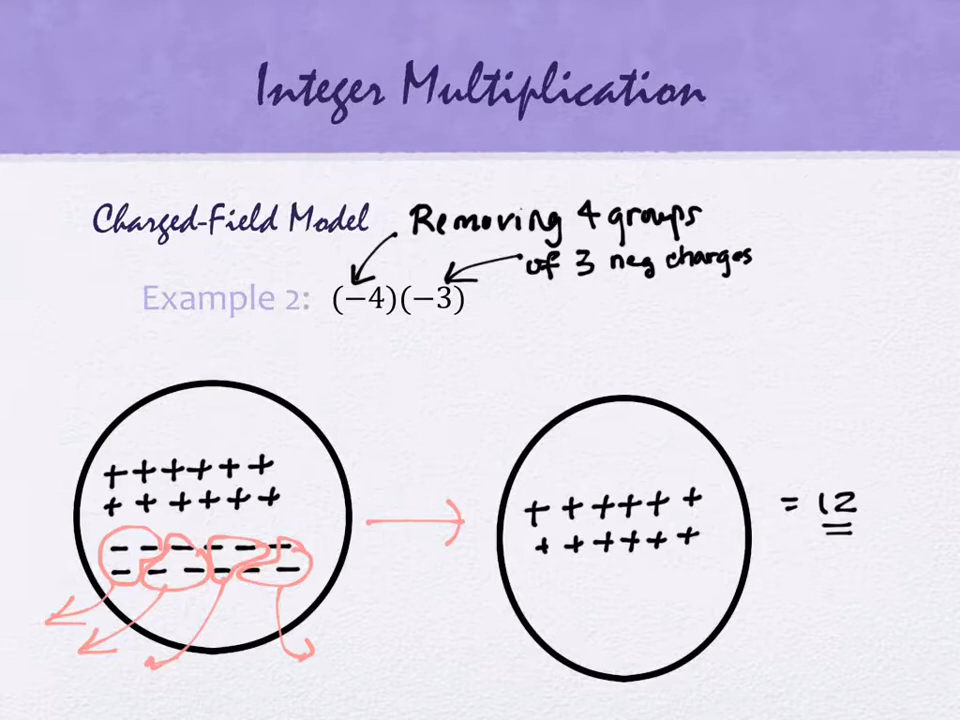 Integer Multiplication
Charged-Field Model
Removing 4 groups
of 3 neg charges
Example 2: (−4)(−3)
+ + + + + +
+ + + + + +
− − − − − −
− − − − − −
+ + + + + +
+ + + + + +
= 12